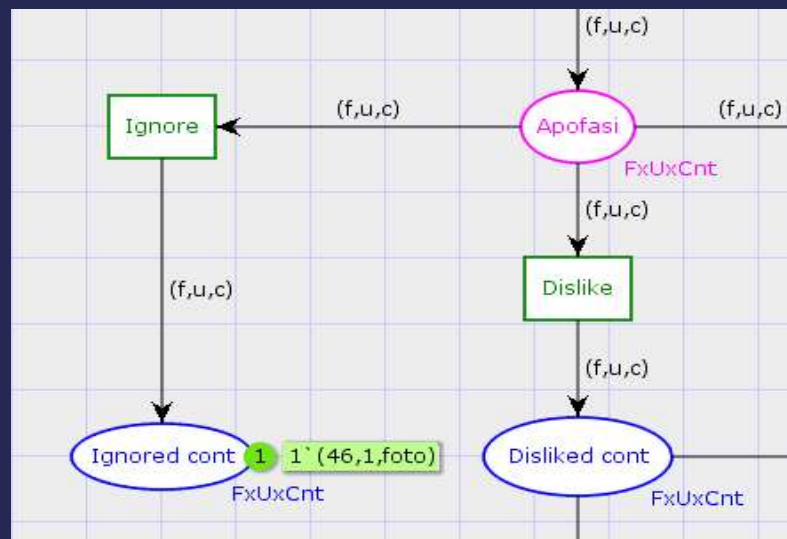 (f,u,c)
Ignore
(f,u,c)
Apofasi
(f,u,c)
FxUxCnt
(f,u,c)
Dislike
(f,u,c)
(f,u,c)
Ignored cont
1
1`(46,1,foto)
FxUxCnt
Disliked cont
FxUxCnt